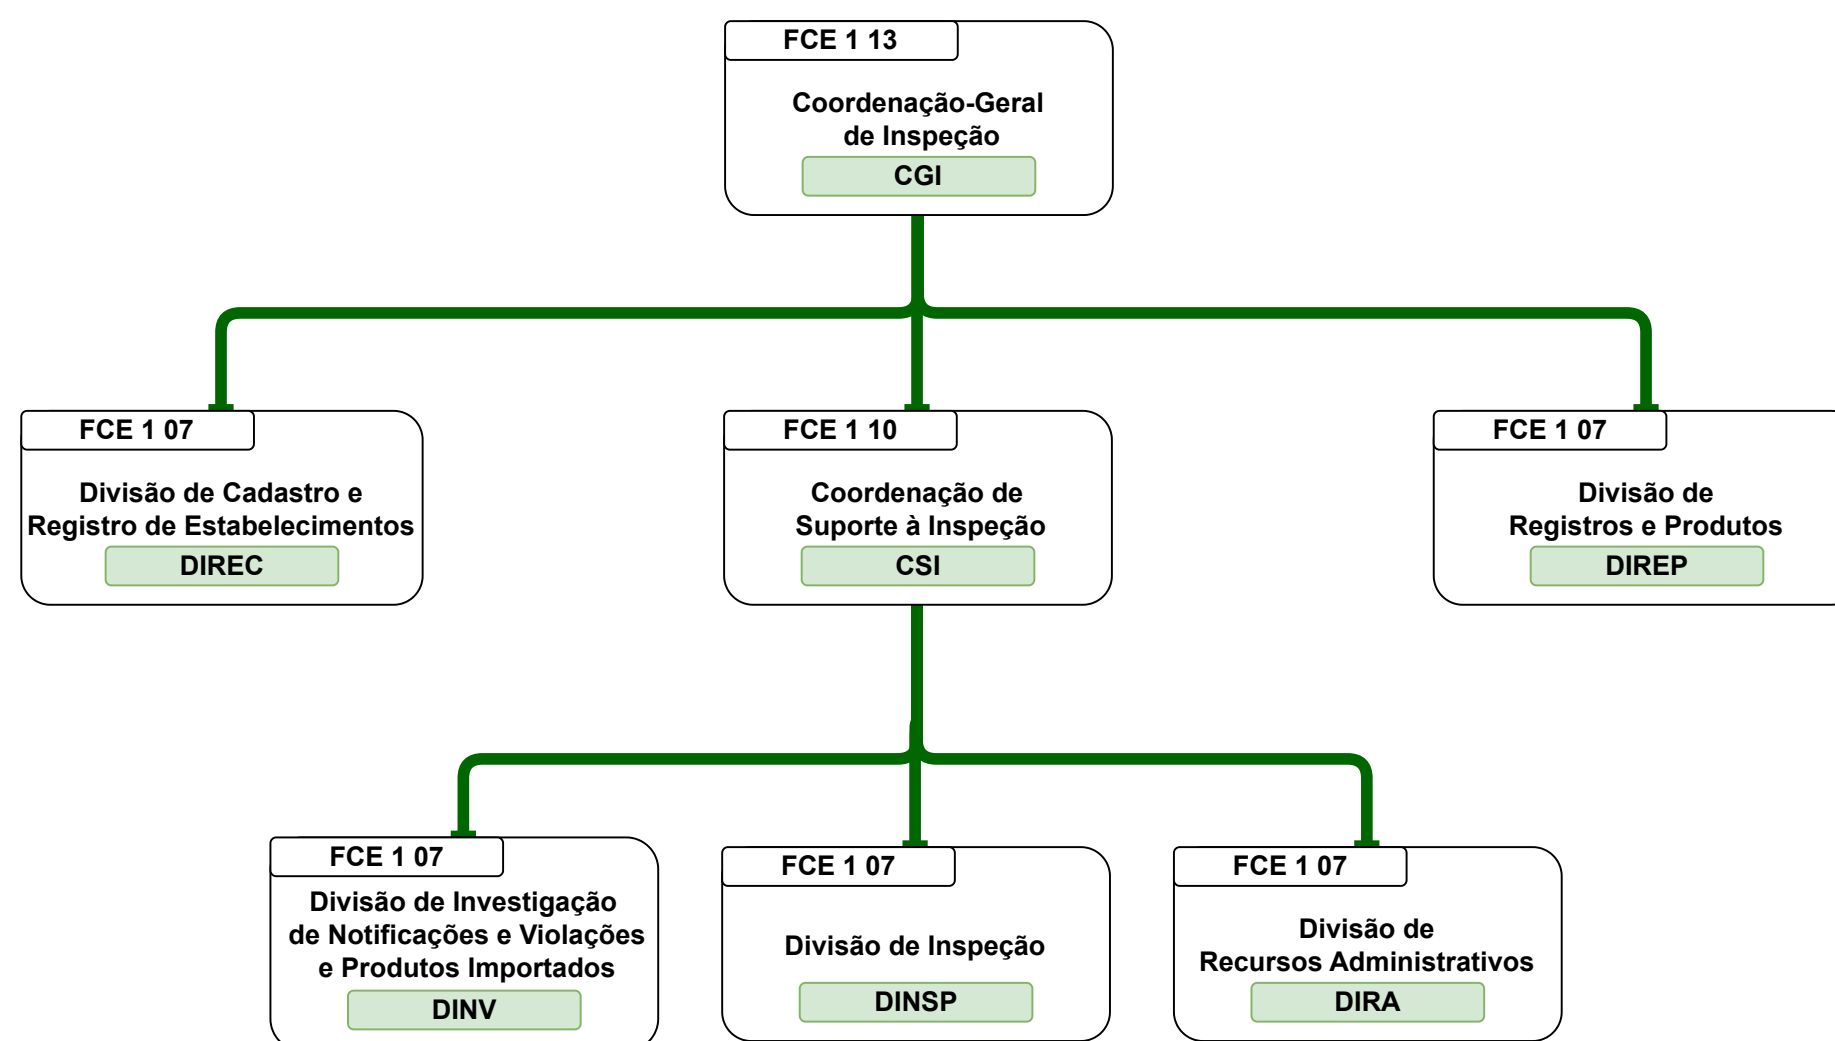 FCE 1 13
Coordenação-Geral
de Inspeção
CGI
FCE 1 07
Divisão de Cadastro e
Registro de Estabelecimentos
DIREC
FCE 1 10
Coordenação de
Suporte à Inspeção
CSI
FCE 1 07
Divisão de
Registros e Produtos
DIREP
FCE 1 07
Divisão de Investigação
de Notificações e Violações
e Produtos Importados
DINV
FCE 1 07
Divisão de Inspeção
DINSP
FCE 1 07
Divisão de
Recursos Administrativos
DIRA